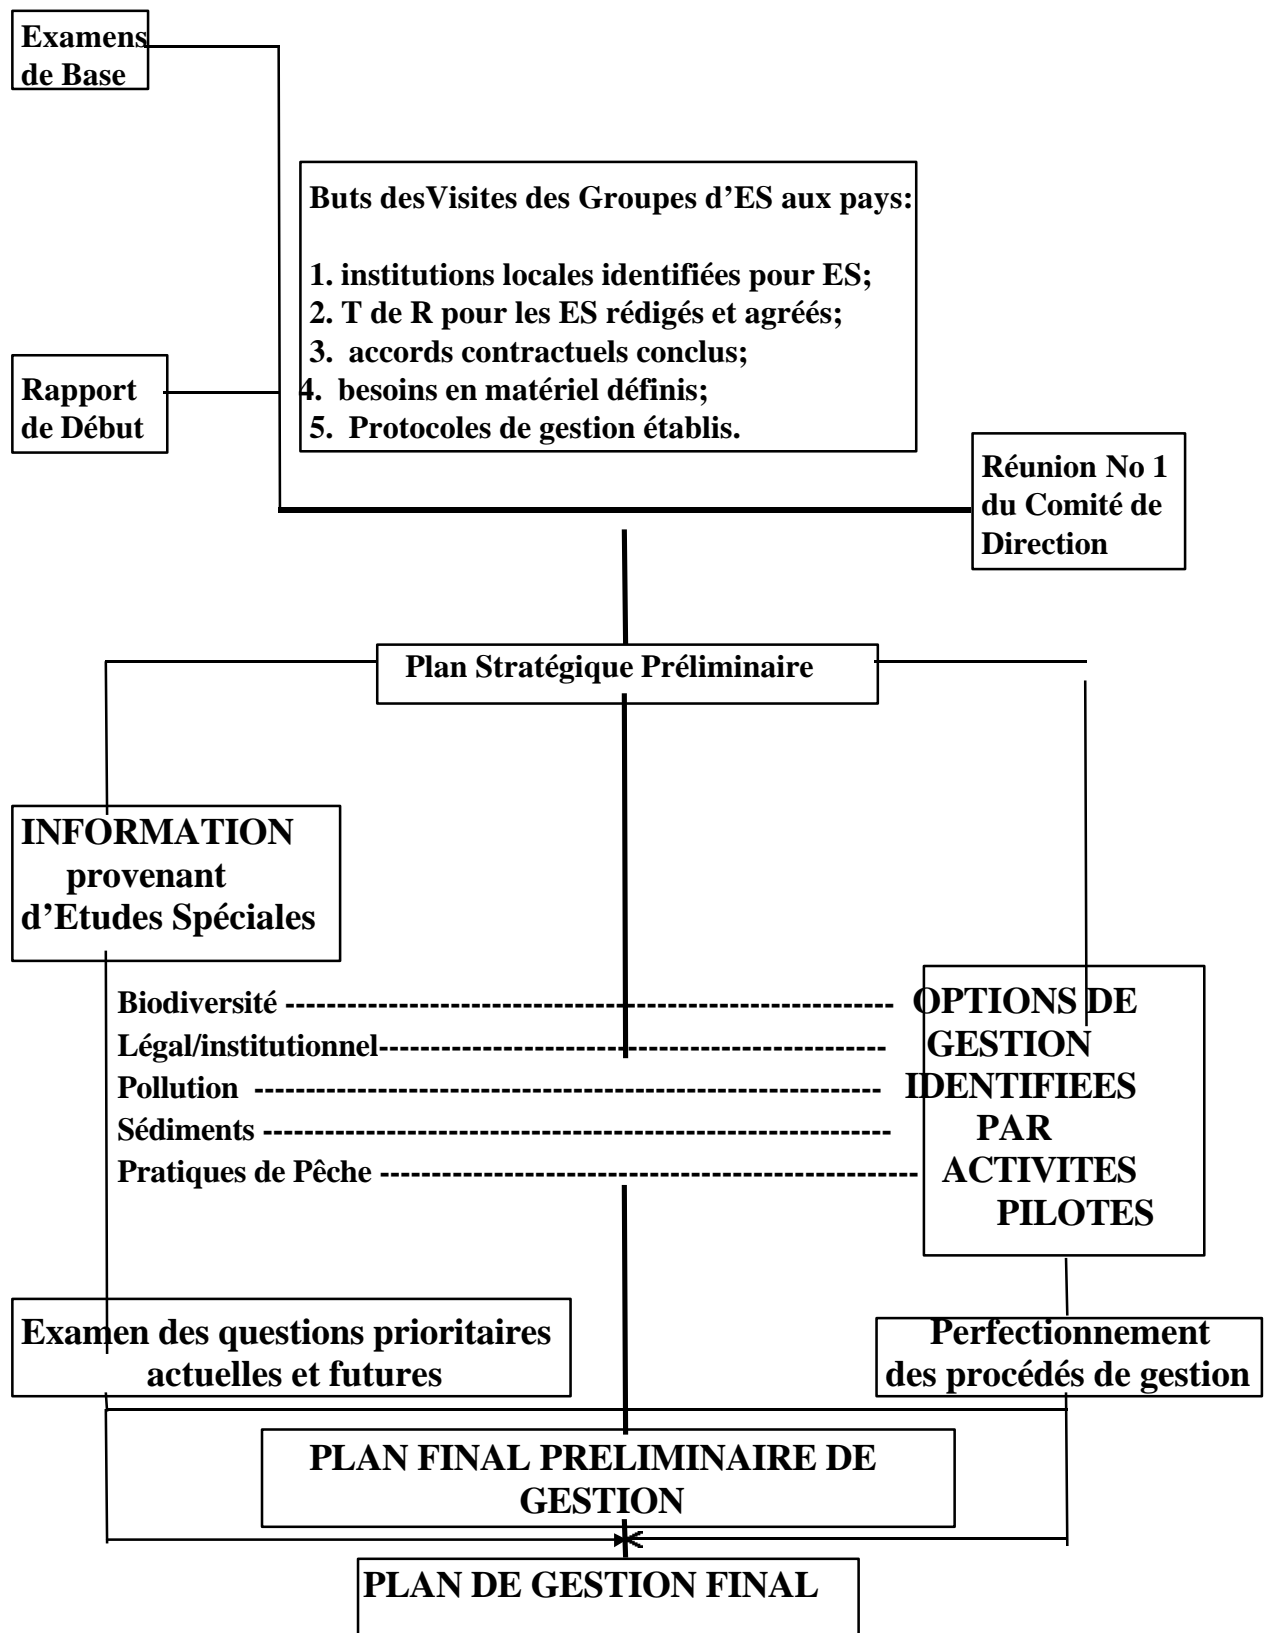 Examens
de Base
Buts desVisites des Groupes d’ES aux pays:
1. institutions locales identifiées pour ES;
2. T de R pour les ES rédigés et agréés;
3. accords contractuels conclus;
4. besoins en matériel définis;
5. Protocoles de gestion établis.
Rapport
de Début
Réunion No 1
du Comité de
Direction
Plan Stratégique Préliminaire
INFORMATION
provenant
d’Etudes Spéciales
Biodiversité
Légal/institutionnel
Pollution
Sédiments
Pratiques de Pêche
OPTIONS DE
GESTION
IDENTIFIEES
PAR
ACTIVITES
PILOTES
Examen des questions prioritaires
actuelles et futures
Perfectionnement
des procédés de gestion
PLAN FINAL PRELIMINAIRE DE
GESTION
PLAN DE GESTION FINAL